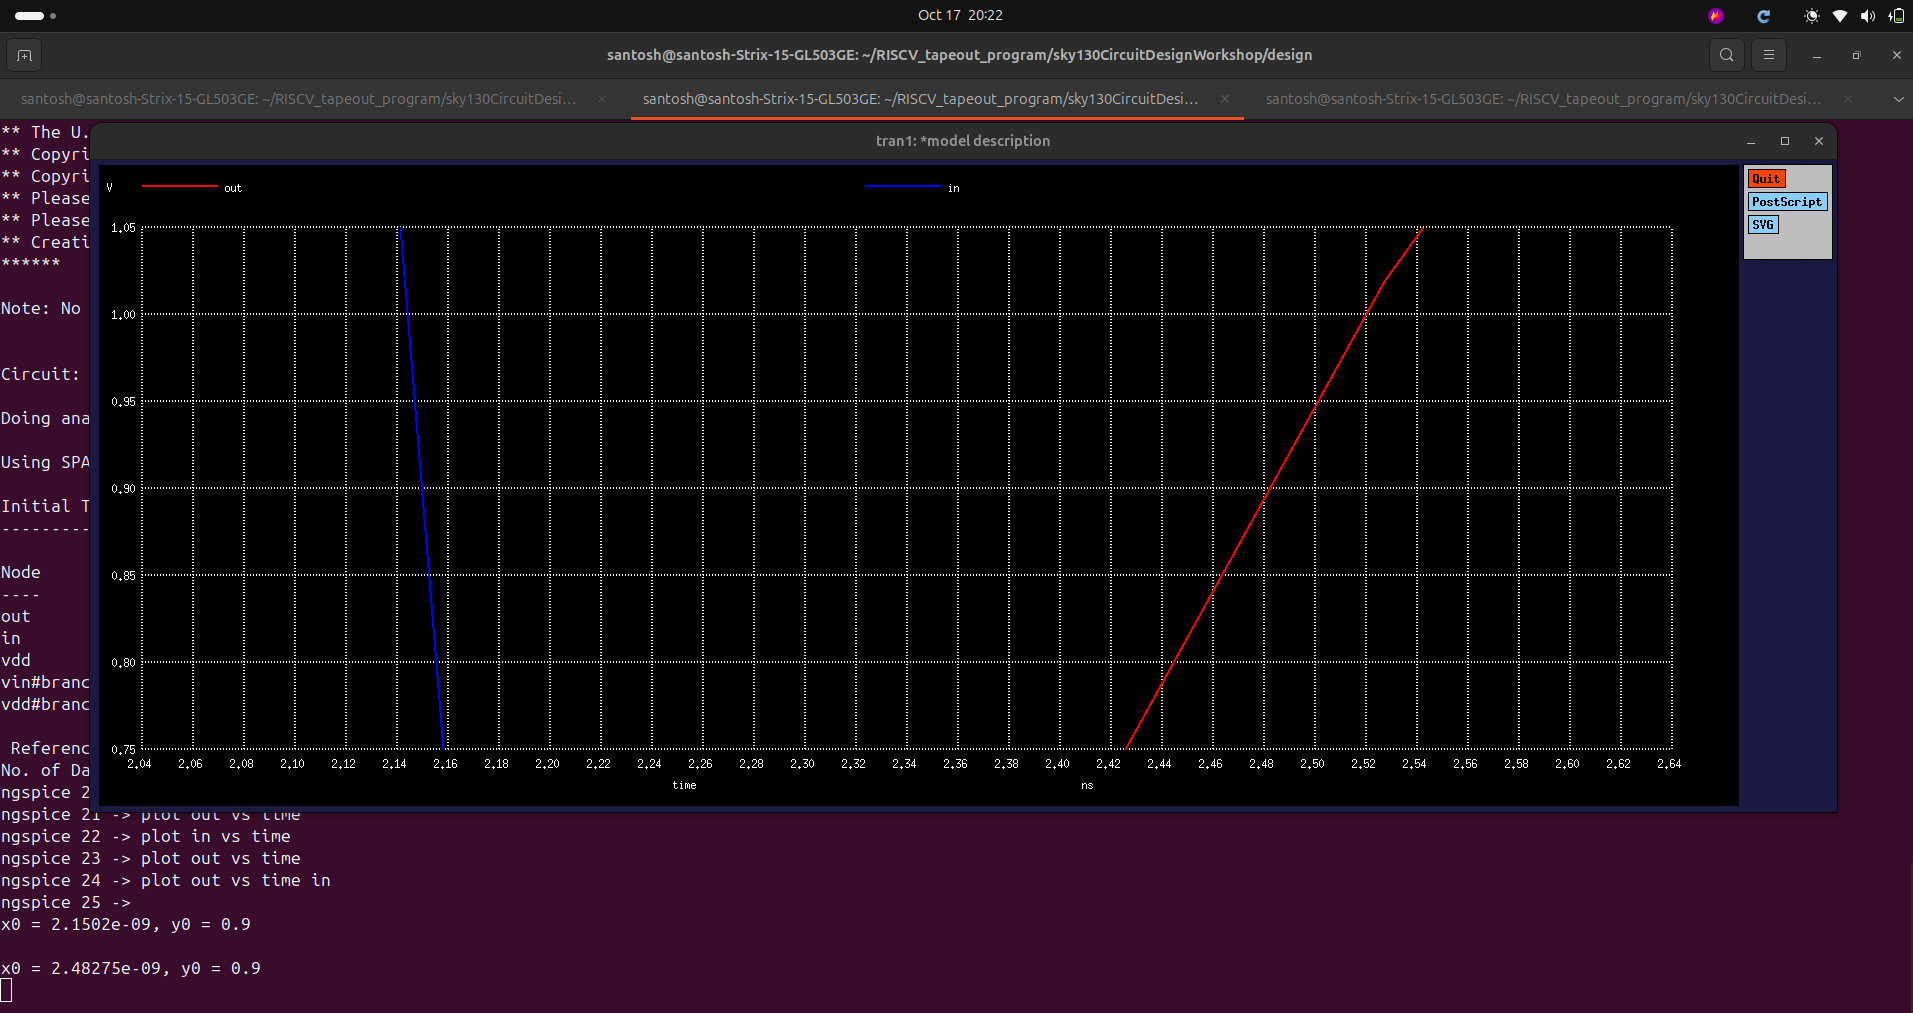 Oct 17 20:22
santosh@santosh-Strix-15-GL503GE: ~/RISCV_tapeout_program/sky130CircuitDesignWorkshop/design
santosh@santosh-Strix-15-GL503GE: ~/RISCV_tapeout_program/sky130CircuitDesi...
santosh@santosh-Strix-15-GL503GE: ~/RISCV_tapeout_program/sky130CircuitDesi...
santosh@santosh-Strix-15-GL503GE: ~/RISCV_tapeout_program/sky130CircuitDesi...
** The U.
** Copyri
** Copyri
** Please
** Please
** Creati
******
Note: No
Circuit:
Doing ana
Using SPA
Initial T
---------
Node
----
out
in
vdd
vin#branc
vdd#branc
Referenc
No. of Da
ngspice 2
tran1: *model description
V
out
in
Quit
PostScript
SVG
1.05
1.00
0.95
0.90
0.85
0.80
0.75
2.04 2.06 2.08 2.10 2.12 2.14 2.16 2.18 2.20 2.22 2.24 2.26 2.28 2.30 2.32 2.34 2.36 2.38 2.40 2.42 2.44 2.46 2.48 2.50 2.52 2.54 2.56 2.58 2.60 2.62 2.64
time
ns
ngspice 21 -> plot out vs time
ngspice 22 -> plot in vs time
ngspice 23 -> plot out vs time
ngspice 24 -> plot out vs time in
ngspice 25 ->
x0 = 2.1502e-09, y0 = 0.9
x0 = 2.48275e-09, y0 = 0.9